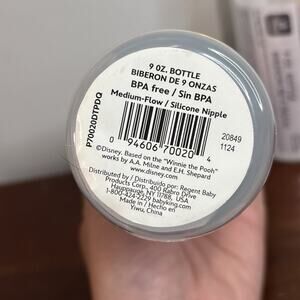 9 OZ. BOTTLE
BIBERON DE 9 ONZAS
BPA free / Sin BPA
Medium-Flow / Silicone Nipple
P70020DTPDQ
20849
1124
0 94606 70020 4
©Disney. Based on the "Winnie the Pooh"
works by A.A. Milne and E.H. Shepard
www.disney.com
Distributed by / Distribuido por: Regent Baby
Products Corp., 400 Rabro Drive
Hauppauge, NY 11788, USA
1-800-424-2229 babyking.com
Made in / Hecho en
Yiwu, China